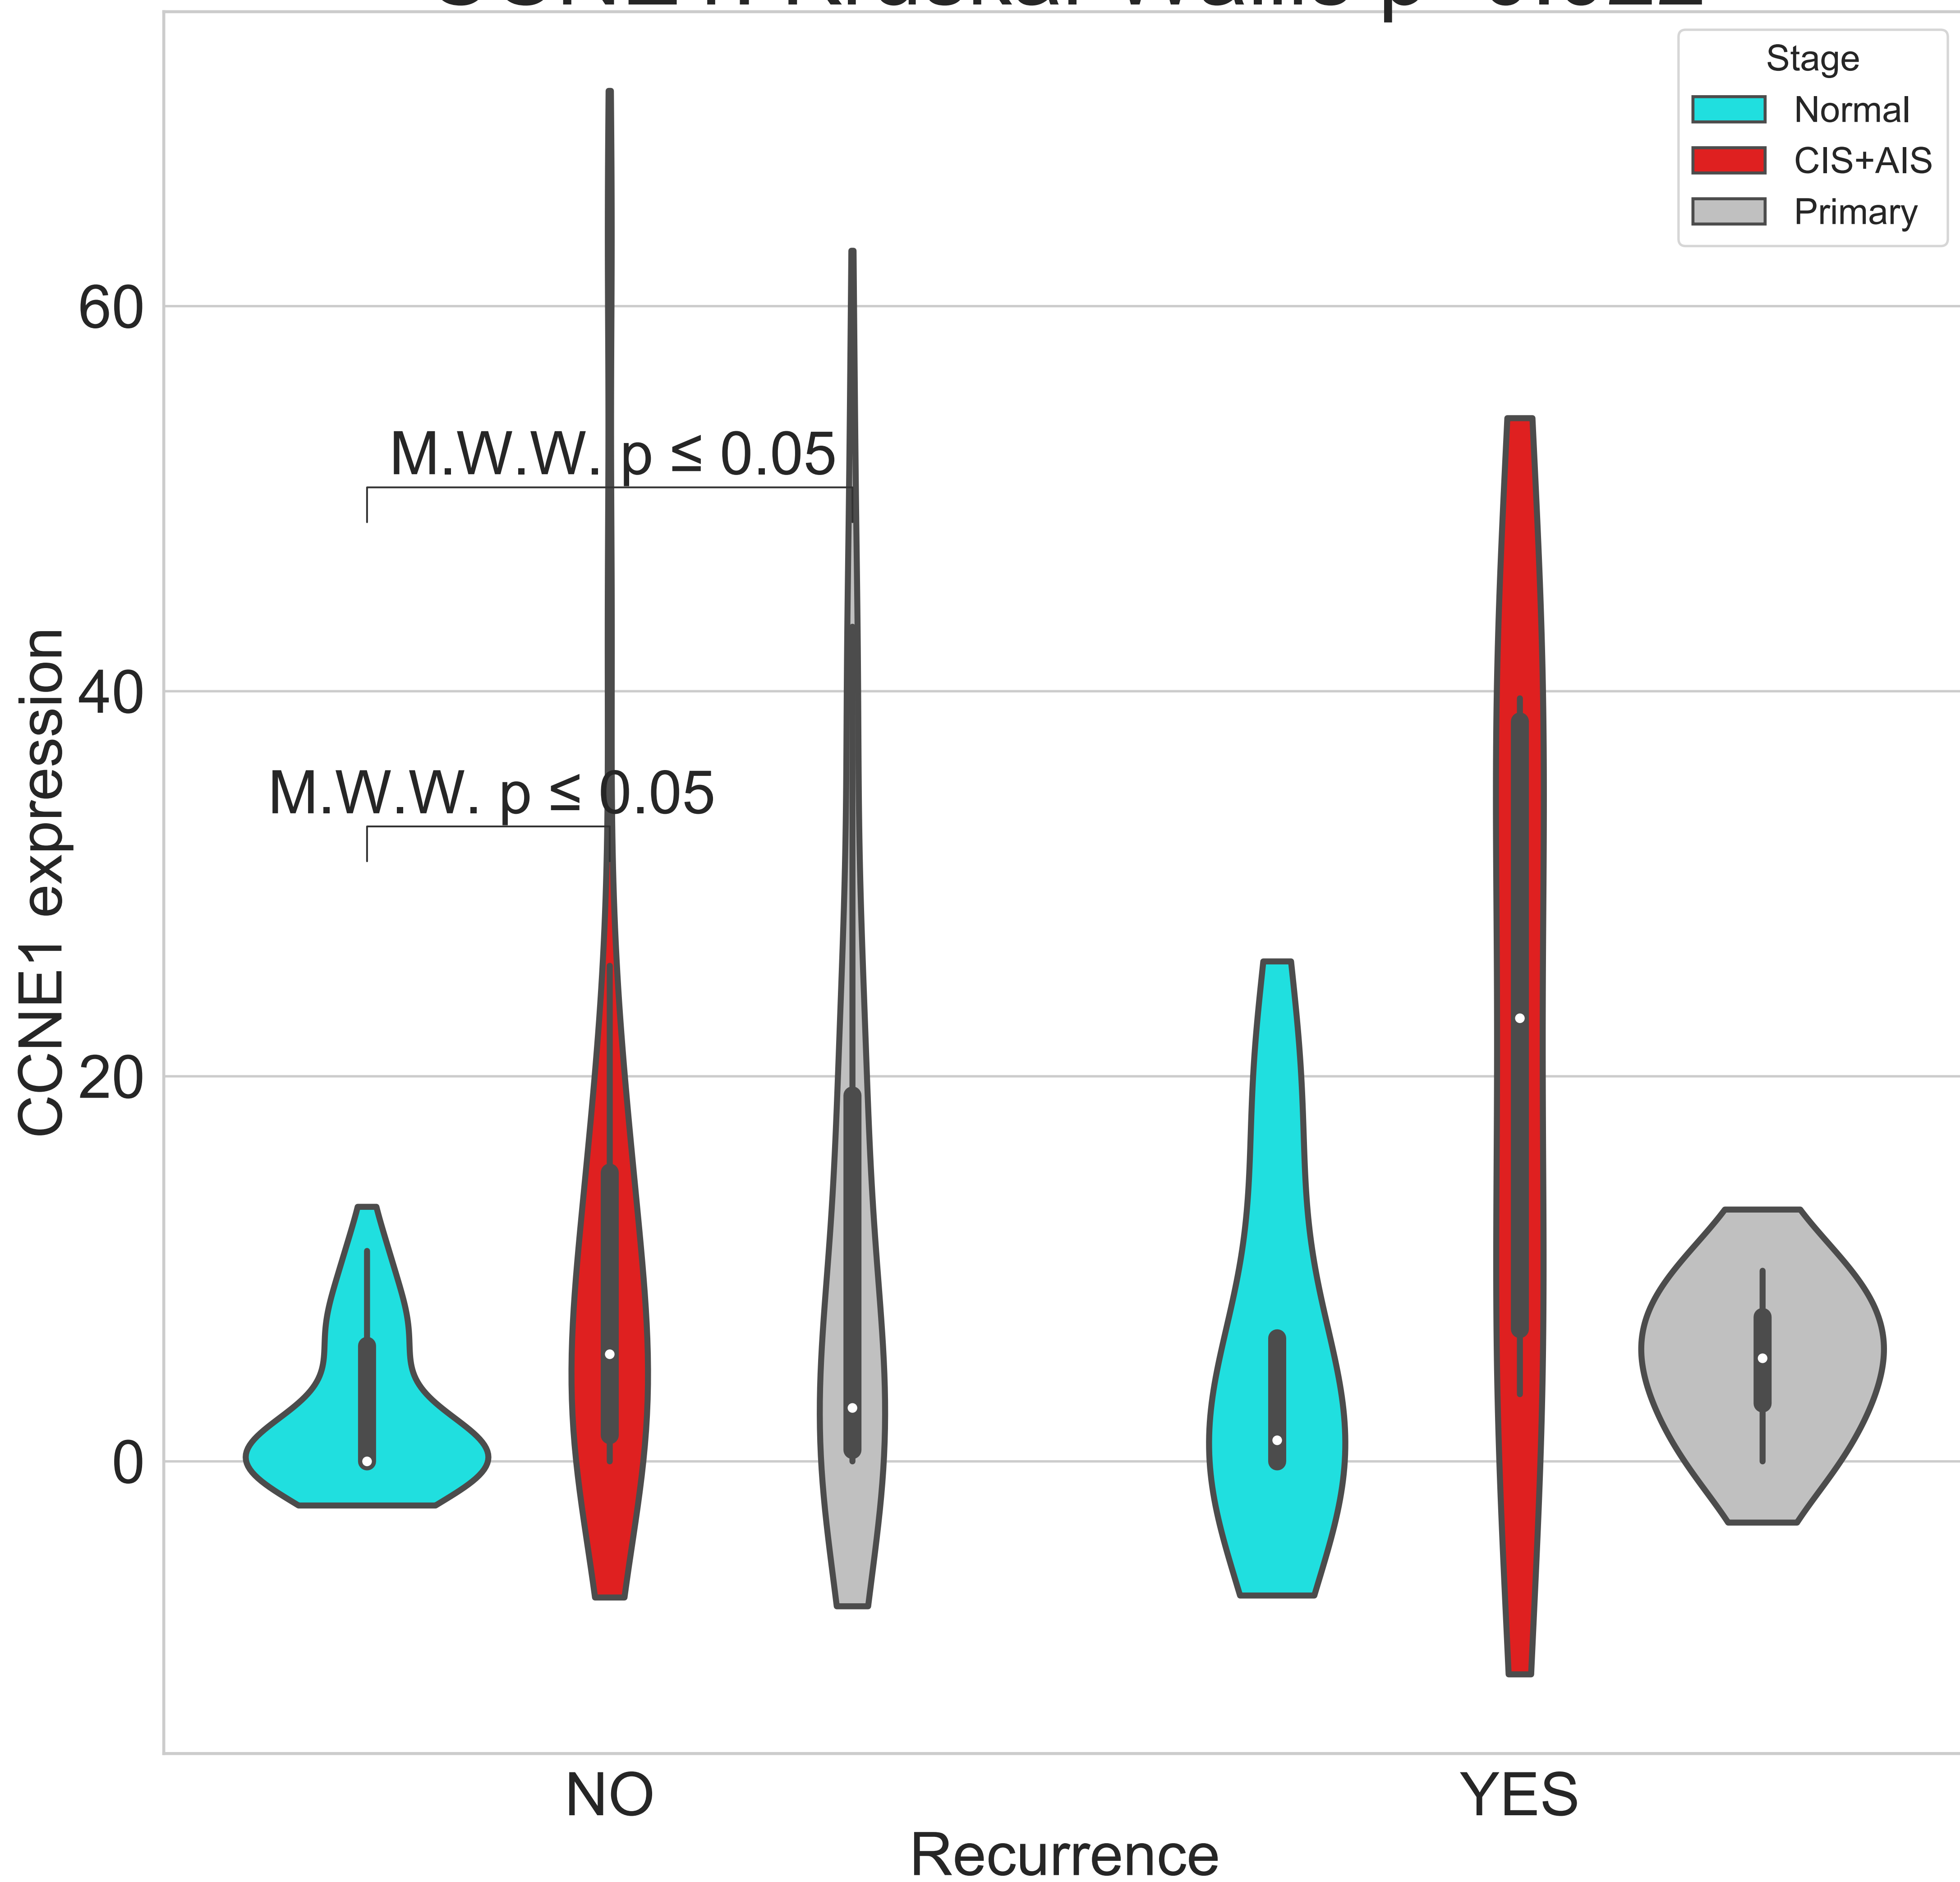 Stage
Normal
CIS+AIS
Primary
60
40
20
0
M.W.W. p ≤ 0.05
M.W.W. p ≤ 0.05
CCNE1 expression
NO
YES
Recurrence